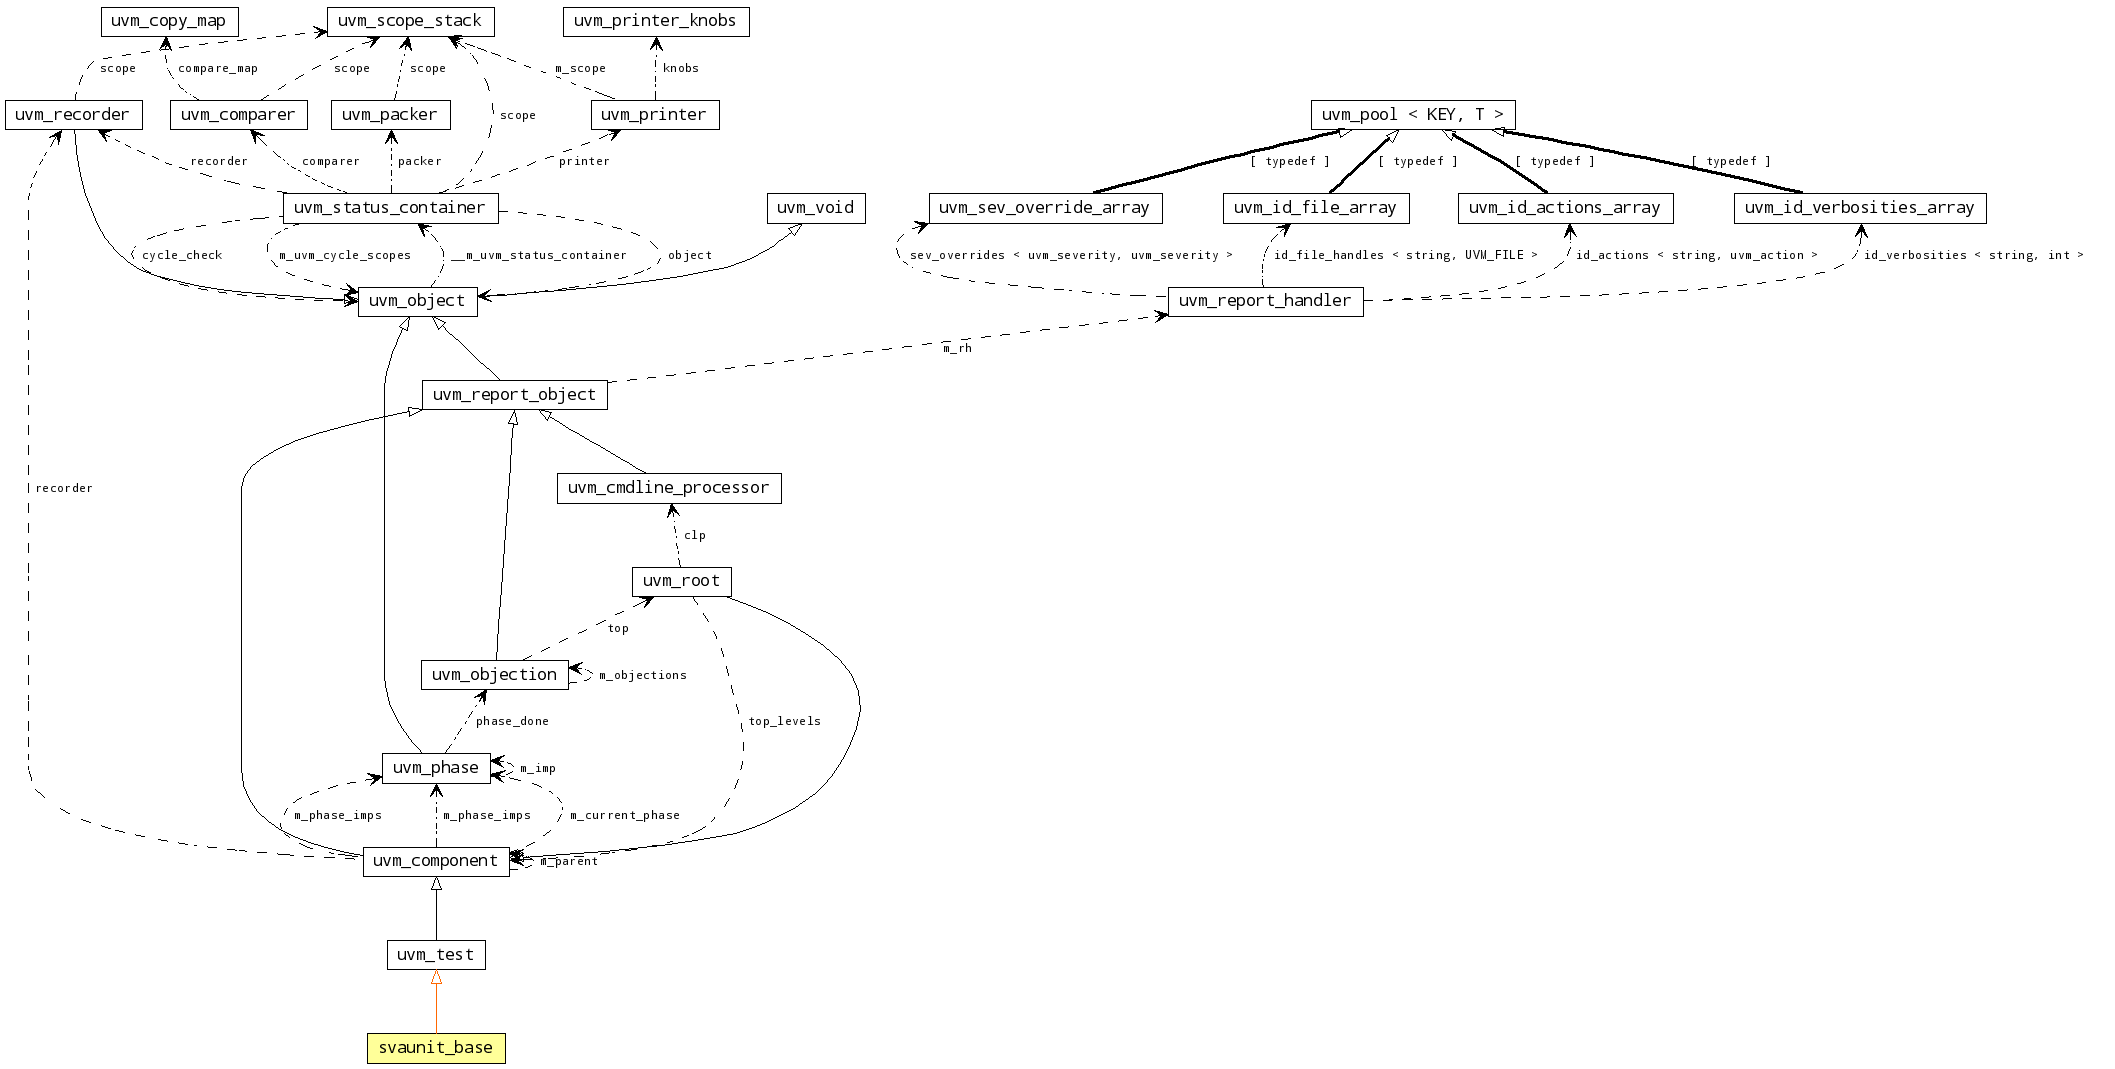 uvm_copy_map
uvm_scope_stack
uvm_printer_knobs
scope
compare_map
scope
scope
m_scope
knobs
uvm_recorder
uvm_comparer
uvm_packer
uvm_printer
scope
uvm_pool < KEY, T >
recorder
comparer
packer
printer
[ typedef ]
[ typedef ]
[ typedef ]
[ typedef ]
uvm_status_container
uvm_void
uvm_sev_override_array
uvm_id_file_array
uvm_id_actions_array
uvm_id_verbosities_array
cycle_check
m_uvm_cycle_scopes
__m_uvm_status_container
object
sev_overrides < uvm_severity, uvm_severity >
id_file_handles < string, UVM_FILE >
id_actions < string, uvm_action >
id_verbosities < string, int >
uvm_object
uvm_report_handler
m_rh
uvm_report_object
recorder
uvm_cmdline_processor
clp
uvm_root
top
uvm_objection
m_objections
phase_done
top_levels
uvm_phase
m_imp
m_phase_imps
m_phase_imps
m_current_phase
uvm_component
m_parent
uvm_test
svaunit_base